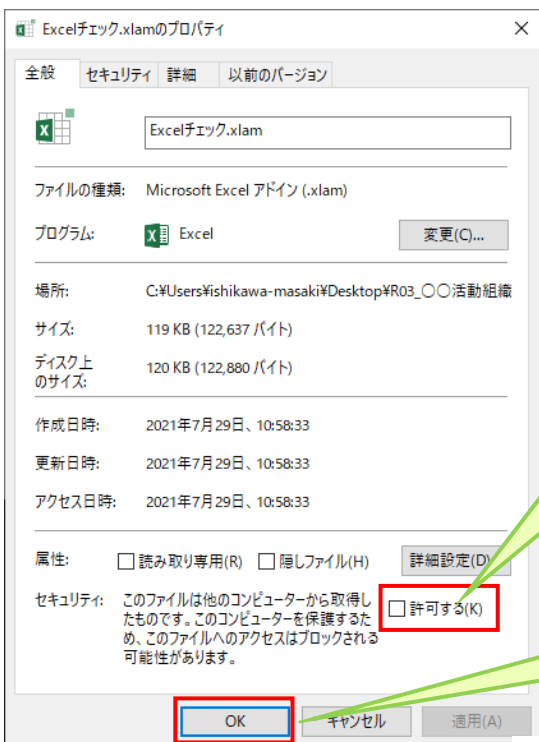 Excelチェック.xlamのプロパティ
全般 セキュリティ 詳細 以前のバージョン
Excelチェック.xlam
ファイルの種類: Microsoft Excel アドイン (.xlam)
プログラム: Excel 変更(C)...
場所: C:¥Users¥ishikawa-masaki¥Desktop¥R03_〇〇活動組織
サイズ: 119 KB (122,637 バイト)
ディスク上
のサイズ: 120 KB (122,880 バイト)
作成日時: 2021年7月29日、10:58:33
更新日時: 2021年7月29日、10:58:33
アクセス日時: 2021年7月29日、10:58:33
属性: 読み取り専用(R) 隠しファイル(H) 詳細設定(D)
セキュリティ: このファイルは他のコンピューターから取得し
たものです。このコンピューターを保護するた
め、このファイルへのアクセスはブロックされる
可能性があります。
許可する(K)
OK キャンセル 適用(A)